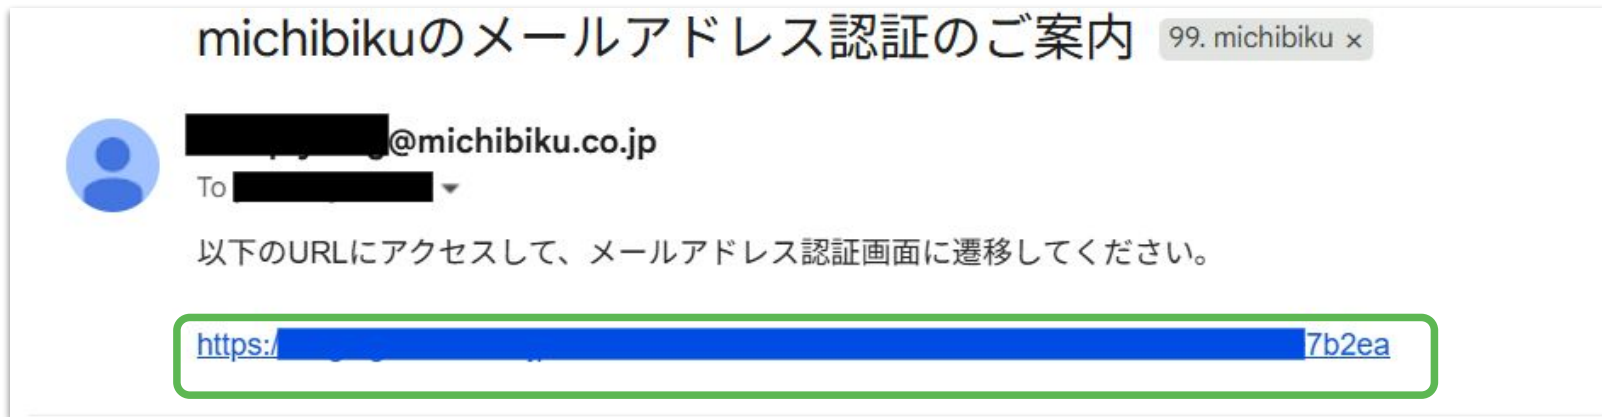 michibikuのメールアドレス認証のご案内 99. michibiku ×
@michibiku.co.jp
To
以下のURLにアクセスして、メールアドレス認証画面に遷移してください。
https:/ 7b2ea